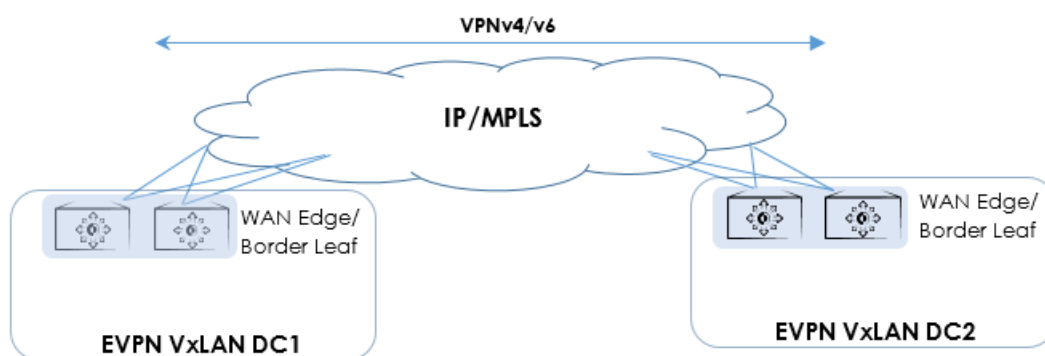 VPNv4/v6
IP/MPLS
WAN Edge/
Border Leaf
WAN Edge/
Border Leaf
EVPN VxLAN DC1
EVPN VxLAN DC2